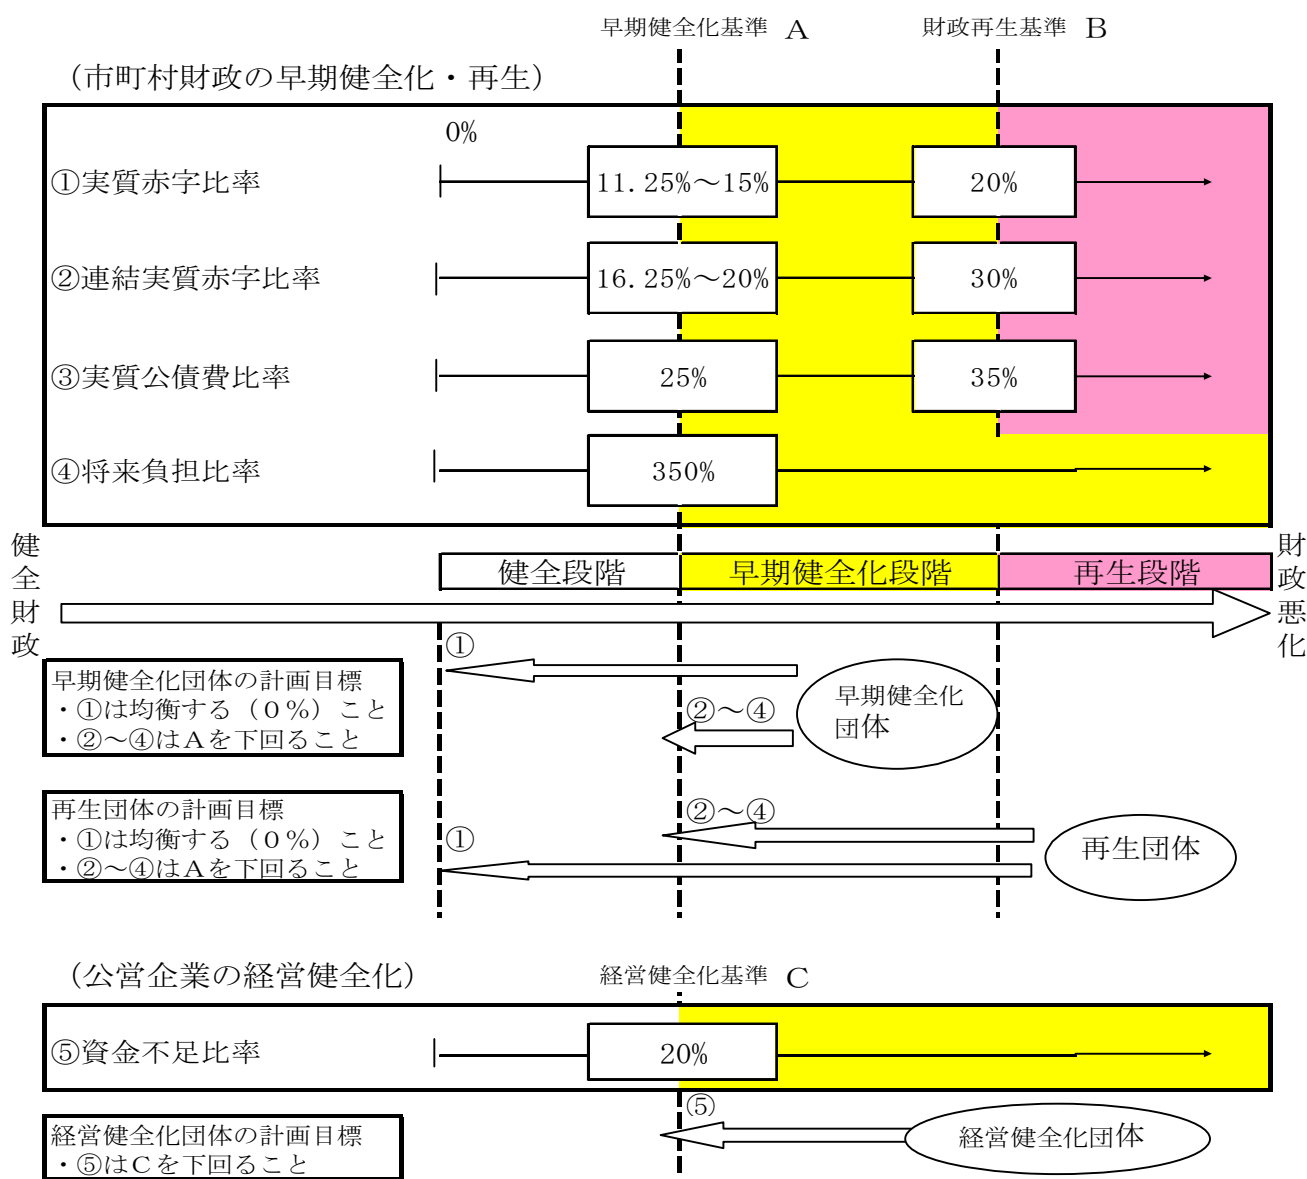 早期健全化基準 A
財政再生基準 B
(市町村財政の早期健全化・再生)
0%
①実質赤字比率
11.25%～15%
20%
②連結実質赤字比率
16.25%～20%
30%
③実質公債費比率
25%
35%
④将来負担比率
350%
健全財政
財政悪化
健全段階
早期健全化段階
再生段階
①
早期健全化団体の計画目標
・①は均衡する(０％)こと
・②～④はＡを下回ること
②～④
早期健全化
団体
再生団体の計画目標
・①は均衡する(０％)こと
・②～④はＡを下回ること
②～④
①
再生団体
(公営企業の経営健全化)
経営健全化基準 C
⑤資金不足比率
20%
⑤
経営健全化団体の計画目標
・⑤はＣを下回ること
経営健全化団体